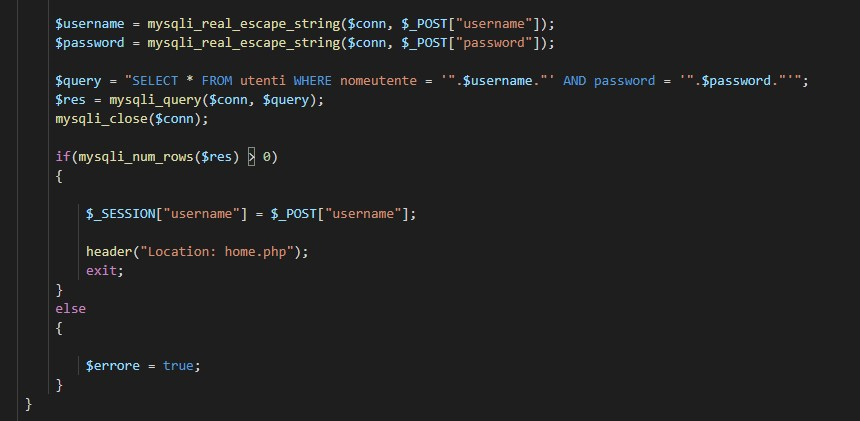 $username = mysqli_real_escape_string($conn, $_POST["username"]);
$password = mysqli_real_escape_string($conn, $_POST["password"]);
$query = "SELECT * FROM utenti WHERE nomeutente = '".$username."' AND password = '".$password."'";
$res = mysqli_query($conn, $query);
mysqli_close($conn);
if(mysqli_num_rows($res) > 0)
{
$_SESSION["username"] = $_POST["username"];
header("Location: home.php");
exit;
}
else
{
$errore = true;
}
}